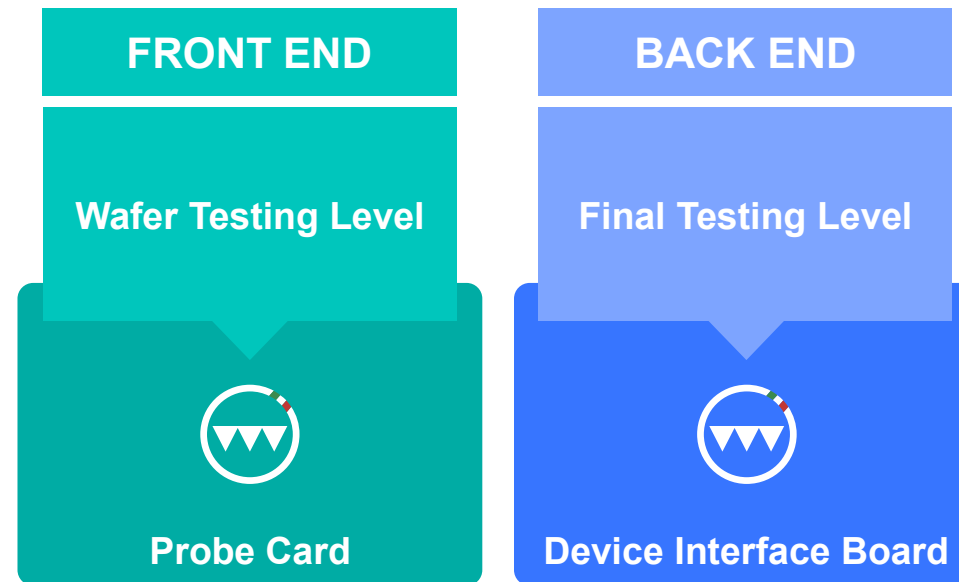 FRONT END
Wafer Testing Level
Probe Card
BACK END
Final Testing Level
Device Interface Board